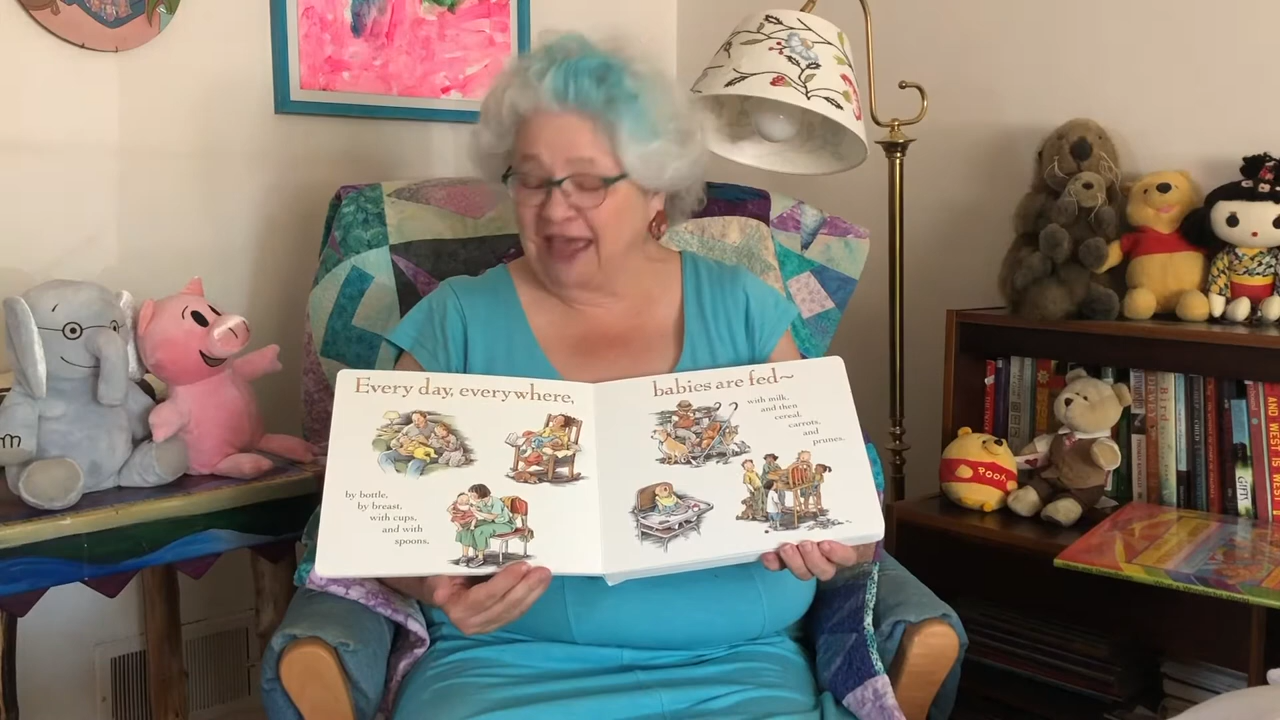 Every day, everywhere,
by bottle,
by breast,
with cups,
and with
spoons,
babies are fed~
with milk,
and then
cereal,
carrots,
and
prunes.
POOH
GIFTS
AND WEST IS WEST